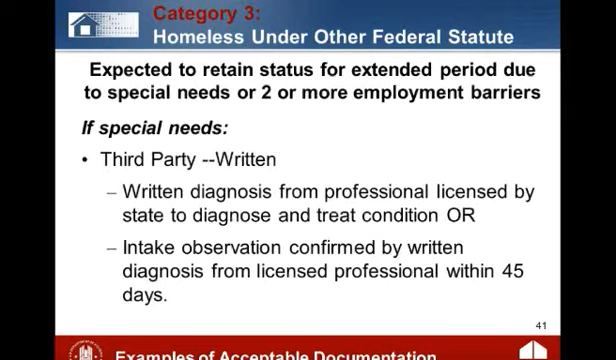 Category 3:
Homeless Under Other Federal Statute
Expected to retain status for extended period due
to special needs or 2 or more employment barriers
If special needs:
• Third Party --Written
– Written diagnosis from professional licensed by
state to diagnose and treat condition OR
– Intake observation confirmed by written
diagnosis from licensed professional within 45
days.
41
Examples of Acceptable Documentation